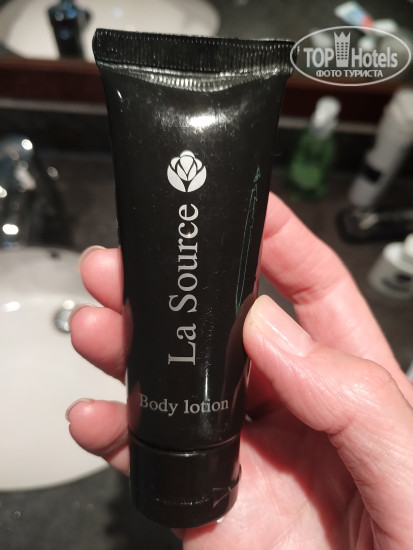 TOP Hotels
ФОТО ТУРИСТА
La Source
Body lotion